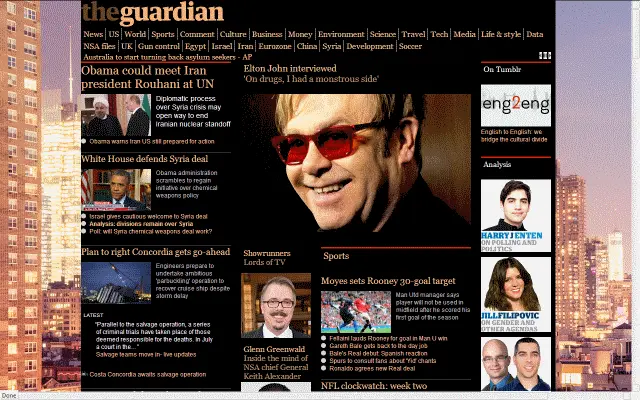 theguardian
News | US | World | Sports | Comment | Culture | Business | Money | Environment | Science | Travel | Tech | Media | Life & style | Data
NSA files | UK | Gun control | Egypt | Israel | Iran | Eurozone | China | Syria | Development | Soccer
Australia to start turning back asylum seekers - AP
Obama could meet Iran
president Rouhani at UN
Diplomatic process
over Syria crisis may
open way to end
Iranian nuclear standoff
Obama warns Iran US still prepared for action
White House defends Syria deal
Obama administration
scrambles to regain
initiative over chemical
weapons policy
Israel gives cautious welcome to Syria deal
Analysis: divisions remain over Syria
Poll: will Syria chemical weapons deal work?
Plan to right Concordia gets go-ahead
Engineers prepare to
undertake ambitious
'parbuckling' operation to
recover cruise ship despite
storm delay
LATEST
"Parallel to the salvage operation, a series
of criminal trials have taken place of those
deemed responsible for the deaths. In July
a court in the..."
Salvage teams move in- live updates
Costa Concordia awaits salvage operation
Elton John interviewed
'On drugs, I had a monstrous side'
Showrunners
Lords of TV
Glenn Greenwald
Inside the mind of
NSA chief General
Keith Alexander
Sports
Moyes sets Rooney 30-goal target
Man Utd manager says
player will not be used in
midfield after he scored his
first goal of the season
Fellaini lauds Rooney for goal in Man U win
Gareth Bale gets back to the day job
Bale's Real debut: Spanish reaction
Spurs to consult fans about 'Yid' chants
Ronaldo agrees new Real deal
NFL clockwatch: week two
On Tumblr
eng2eng
English to English: we
bridge the cultural divide
Analysis
HARRY J ENTEN
ON POLLING AND
POLITICS
JILL FILIPOVIC
ON GENDER AND
OTHER AGENDAS
Done